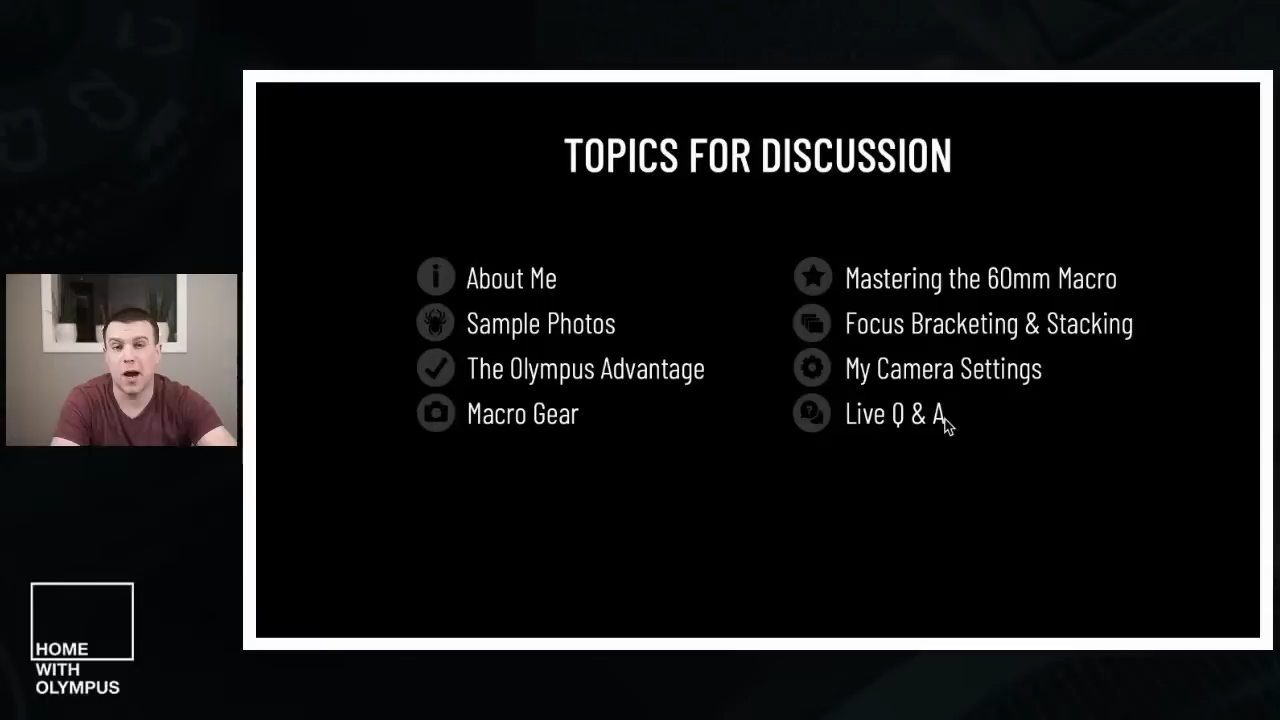 TOPICS FOR DISCUSSION
About Me
Sample Photos
The Olympus Advantage
Macro Gear
Mastering the 60mm Macro
Focus Bracketing & Stacking
My Camera Settings
Live Q & A
HOME
WITH
OLYMPUS